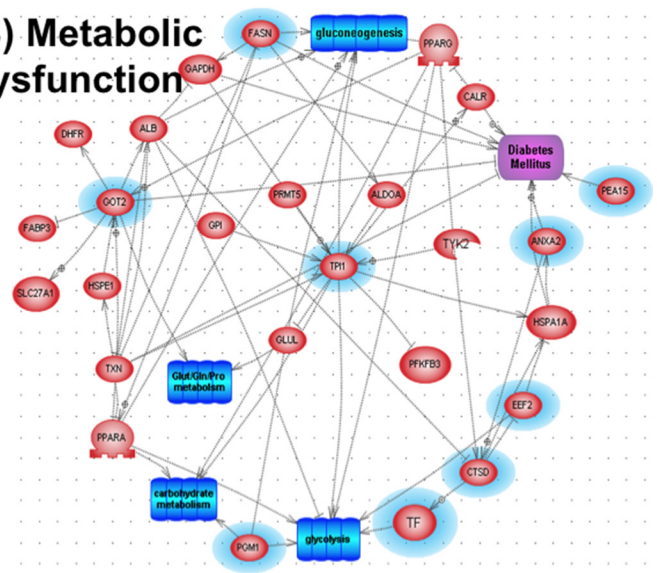 ) Metabolic
ysfunction
FASN
gluconeogenesis
PPARG
GAPDH
CALR
DHFR
ALB
Diabetes
Mellitus
PEA15
GOT2
PRMT5
ALDOA
FABP3
GPI
TYK2
ANXA2
TPI1
SLC27A1
HSPE1
HSPA1A
GLUL
PFKFB3
TXN
Glut/Gln/Pro
metabolism
EEF2
PPARA
CTSD
carbohydrate
metabolism
TF
PGM1
glycolysis